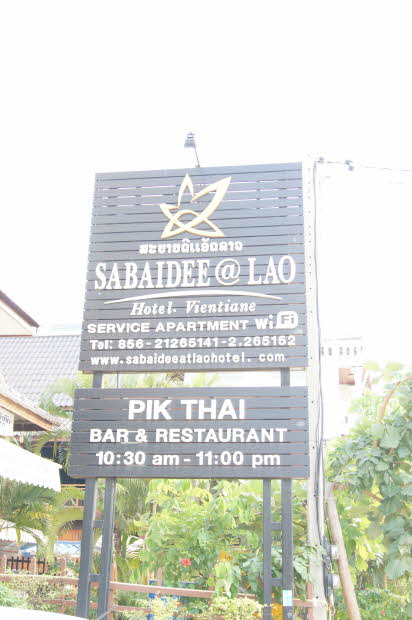 ສະບາຍດີແອັດລາວ
SABAIDEE @ LAO
Hotel. Vientiane
SERVICE APARTMENT WiFi
Tel: 856 - 21265141-2.265152
www.sabaideeatlaohotel. com
PIK THAI
BAR & RESTAURANT
10:30 am - 11:00 pm